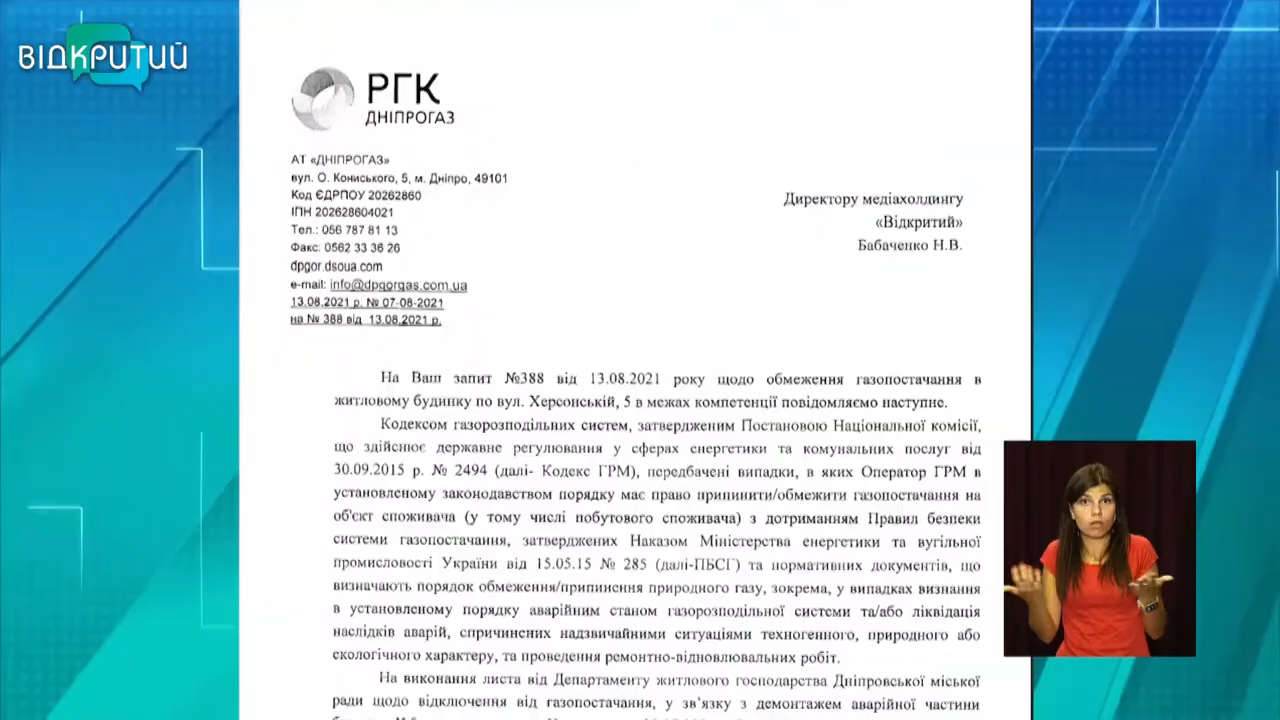 ВІДКРИТИЙ
РГК
ДНІПРОГАЗ
АТ «ДНІПРОГАЗ»
вул. О. Кониського, 5, м. Дніпро, 49101
Код ЄДРПОУ 20262860
ІПН 202628604021
Тел.: 056 787 81 13
Факс: 0562 33 36 26
dpgor.dsoua.com
e-mail: info@dpgorgas.com.ua
13.08.2021 р. № 07-08-2021
на № 388 від 13.08.2021 р.
Директору медіахолдингу
«Відкритий»
Бабаченко Н.В.
На Ваш запит №388 від 13.08.2021 року щодо обмеження газопостачання в
житловому будинку по вул. Херсонській, 5 в межах компетенції повідомляємо наступне.
Кодексом газорозподільних систем, затвердженим Постановою Національної комісії,
що здійснює державне регулювання у сферах енергетики та комунальних послуг від
30.09.2015 р. № 2494 (далі- Кодекс ГРМ), передбачені випадки, в яких Оператор ГРМ в
установленому законодавством порядку має право припинити/обмежити газопостачання на
об'єкт споживача (у тому числі побутового споживача) з дотриманням Правил безпеки
системи газопостачання, затверджених Наказом Міністерства енергетики та вугільної
промисловості України від 15.05.15 № 285 (далі-ПБСГ) та нормативних документів, що
визначають порядок обмеження/припинення природного газу, зокрема, у випадках визнання
в установленому порядку аварійним станом газорозподільної системи та/або ліквідація
наслідків аварій, спричинених надзвичайними ситуаціями техногенного, природного або
екологічного характеру, та проведення ремонтно-відновлювальних робіт.
На виконання листа від Департаменту житлового господарства Дніпровської міської
ради щодо відключення від газопостачання, у зв'язку з демонтажем аварійної частини